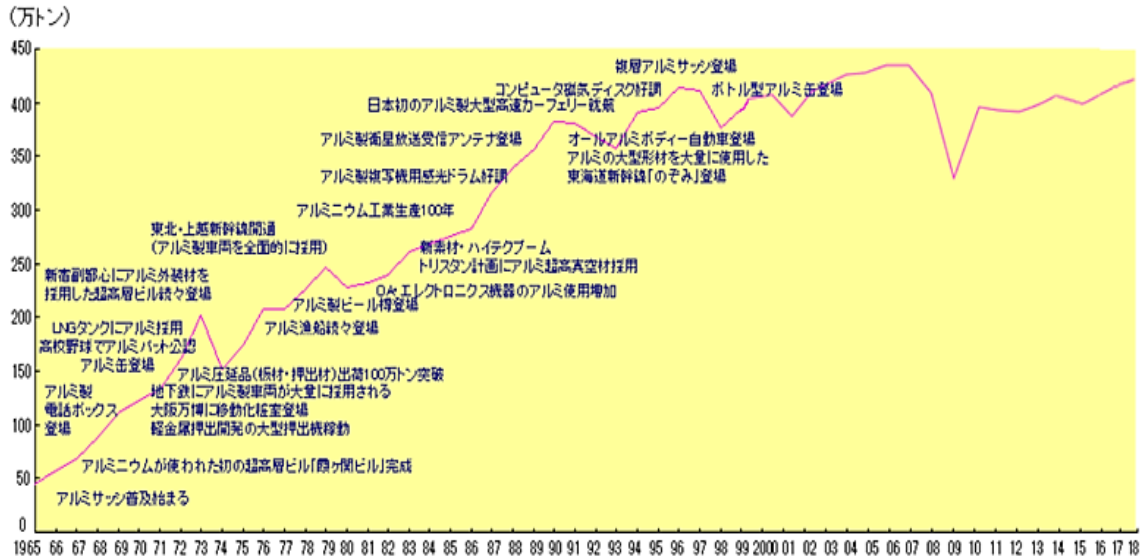 (万トン)
450
400
350
300
250
200
150
100
50
0
複層アルミサッシ登場
コンピュータ磁気ディスク好調
ボトル型アルミ缶登場
日本初のアルミ製大型高速カーフェリー就航
アルミ製衛星放送受信アンテナ登場
オールアルミボディー自動車登場
アルミの大型形材を大量に使用した
東海道新幹線「のぞみ」登場
アルミ製複写機用感光ドラム好調
アルミニウム工業生産100年
東北・上越新幹線開通
(アルミ製車両を全面的に採用)
新素材・ハイテクブーム
トリスタン計画にアルミ超高真空材採用
新宿副都心にアルミ外装材を
採用した超高層ビル続々登場
OA・エレクトロニクス機器のアルミ使用増加
アルミ製ビール樽登場
LNGタンクにアルミ採用
アルミ漁船続々登場
高校野球でアルミバット公認
アルミ缶登場
アルミ圧延品(板材・押出材)出荷100万トン突破
アルミ製
電話ボックス
登場
地下鉄にアルミ製車両が大量に採用される
大阪万博に移動化粧室登場
軽金属押出開発の大型押出機稼動
アルミニウムが使われた初の超高層ビル「霞ヶ関ビル」完成
アルミサッシ普及始まる
1965 66 67 68 69 70 71 72 73 74 75 76 77 78 79 80 81 82 83 84 85 86 87 88 89 90 91 92 93 94 95 96 97 98 99 2000 01 02 03 04 05 06 07 08 09 10 11 12 13 14 15 16 17 18